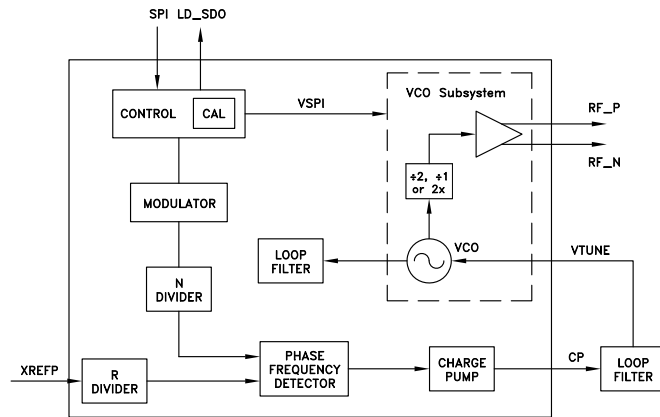 SPI LD_SDO
CONTROL
CAL
VSPI
VCO Subsystem
RF_P
RF_N
÷2, ÷1
or 2x
MODULATOR
VCO
LOOP
FILTER
VTUNE
N
DIVIDER
XREFP
R
DIVIDER
PHASE
FREQUENCY
DETECTOR
CHARGE
PUMP
CP
LOOP
FILTER